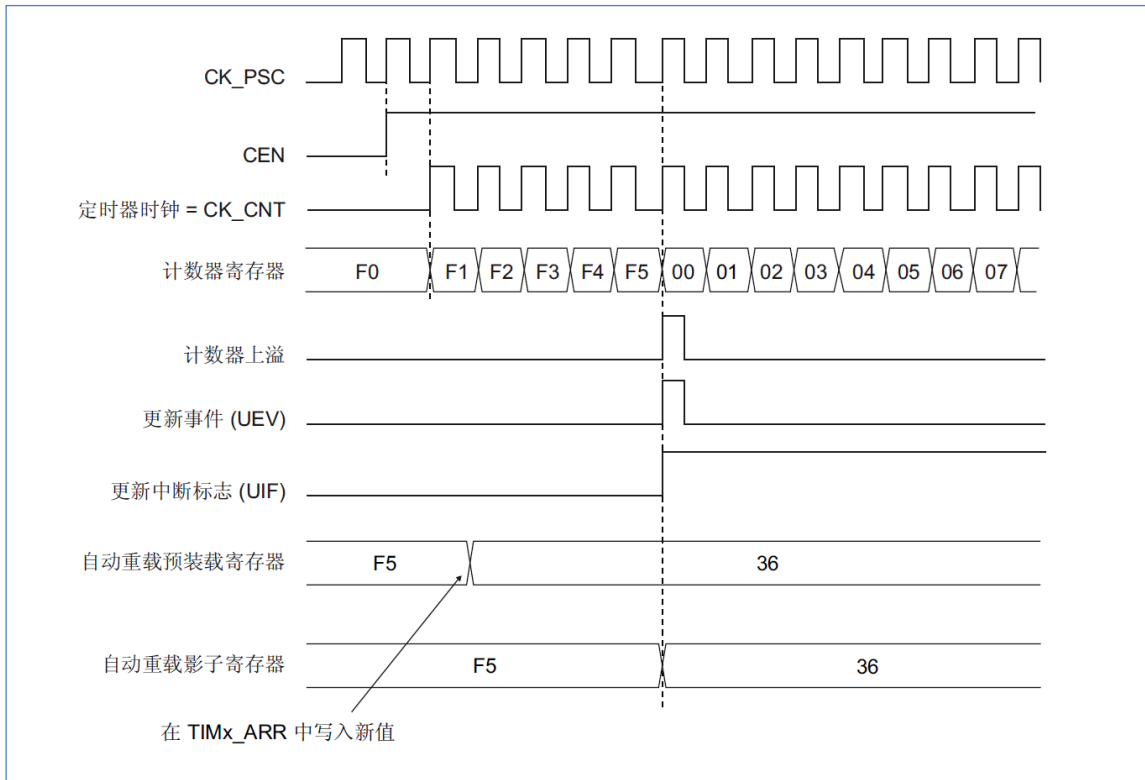 CK_PSC
CEN
定时器时钟 = CK_CNT
计数器寄存器 F0 F1 F2 F3 F4 F5 00 01 02 03 04 05 06 07
计数器上溢
更新事件 (UEV)
更新中断标志 (UIF)
自动重载预装载寄存器 F5 36
自动重载影子寄存器 F5 36
在 TIMx_ARR 中写入新值